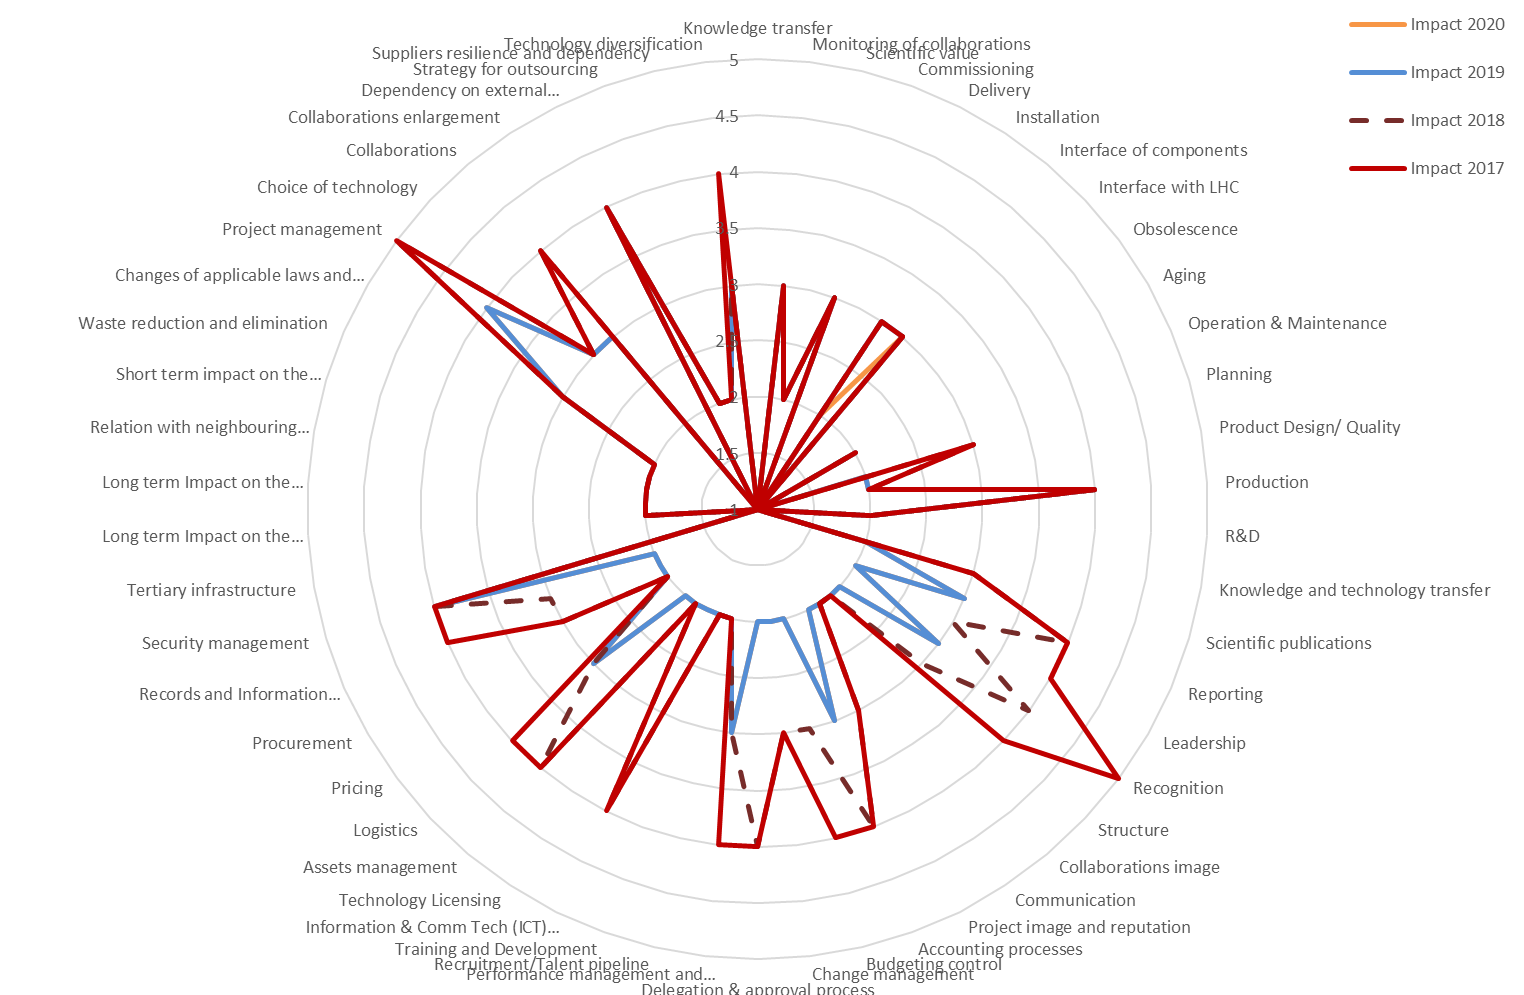 Knowledge transfer
Technology diversification
Monitoring of collaborations
Suppliers resilience and dependency
Scientific value
Strategy for outsourcing
Commissioning
Dependency on external...
Delivery
Collaborations enlargement
Installation
Collaborations
Interface of components
Choice of technology
Interface with LHC
Project management
Obsolescence
Changes of applicable laws and...
Aging
Waste reduction and elimination
Operation & Maintenance
Short term impact on the...
Planning
Relation with neighbouring...
Product Design/ Quality
Long term Impact on the...
Production
Long term Impact on the...
R&D
Tertiary infrastructure
Knowledge and technology transfer
Security management
Scientific publications
Records and Information...
Reporting
Procurement
Leadership
Pricing
Recognition
Logistics
Structure
Assets management
Collaborations image
Technology Licensing
Communication
Information & Comm Tech (ICT)...
Project image and reputation
Training and Development
Accounting processes
Recruitment/Talent pipeline
Budgeting control
Performance management and...
Change management
Delegation & approval process
5
4.5
4
3.5
3
2.5
2
1.5
1
Impact 2020
Impact 2019
Impact 2018
Impact 2017